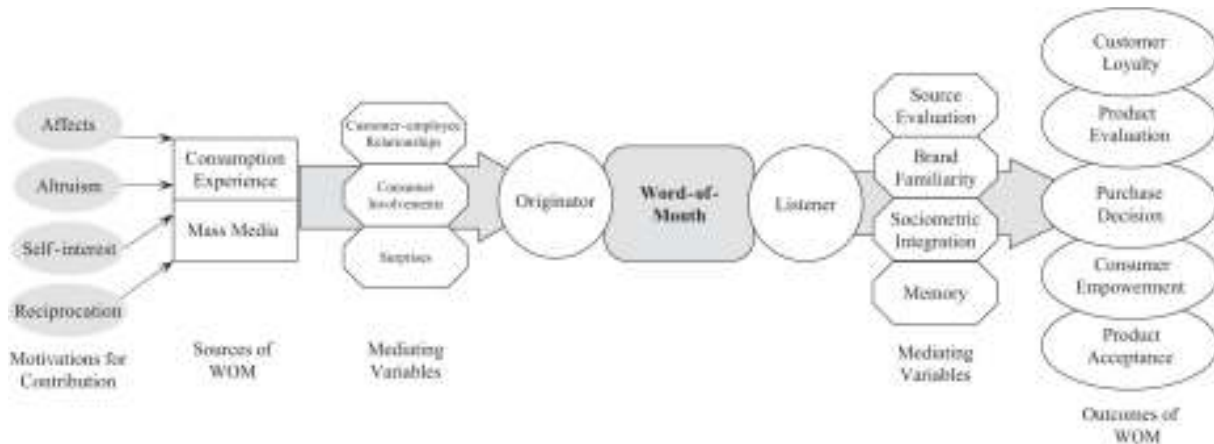 Affects
Altruism
Self-interest
Reciprocation
Motivations for
Contribution
Consumption
Experience
Mass Media
Sources of
WOM
Customer-employee
Relationships
Consumer
Involvements
Surprises
Mediating
Variables
Originator
Word-of-
Mouth
Listener
Source
Evaluation
Brand
Familiarity
Sociometric
Integration
Memory
Mediating
Variables
Customer
Loyalty
Product
Evaluation
Purchase
Decision
Consumer
Empowerment
Product
Acceptance
Outcomes of
WOM